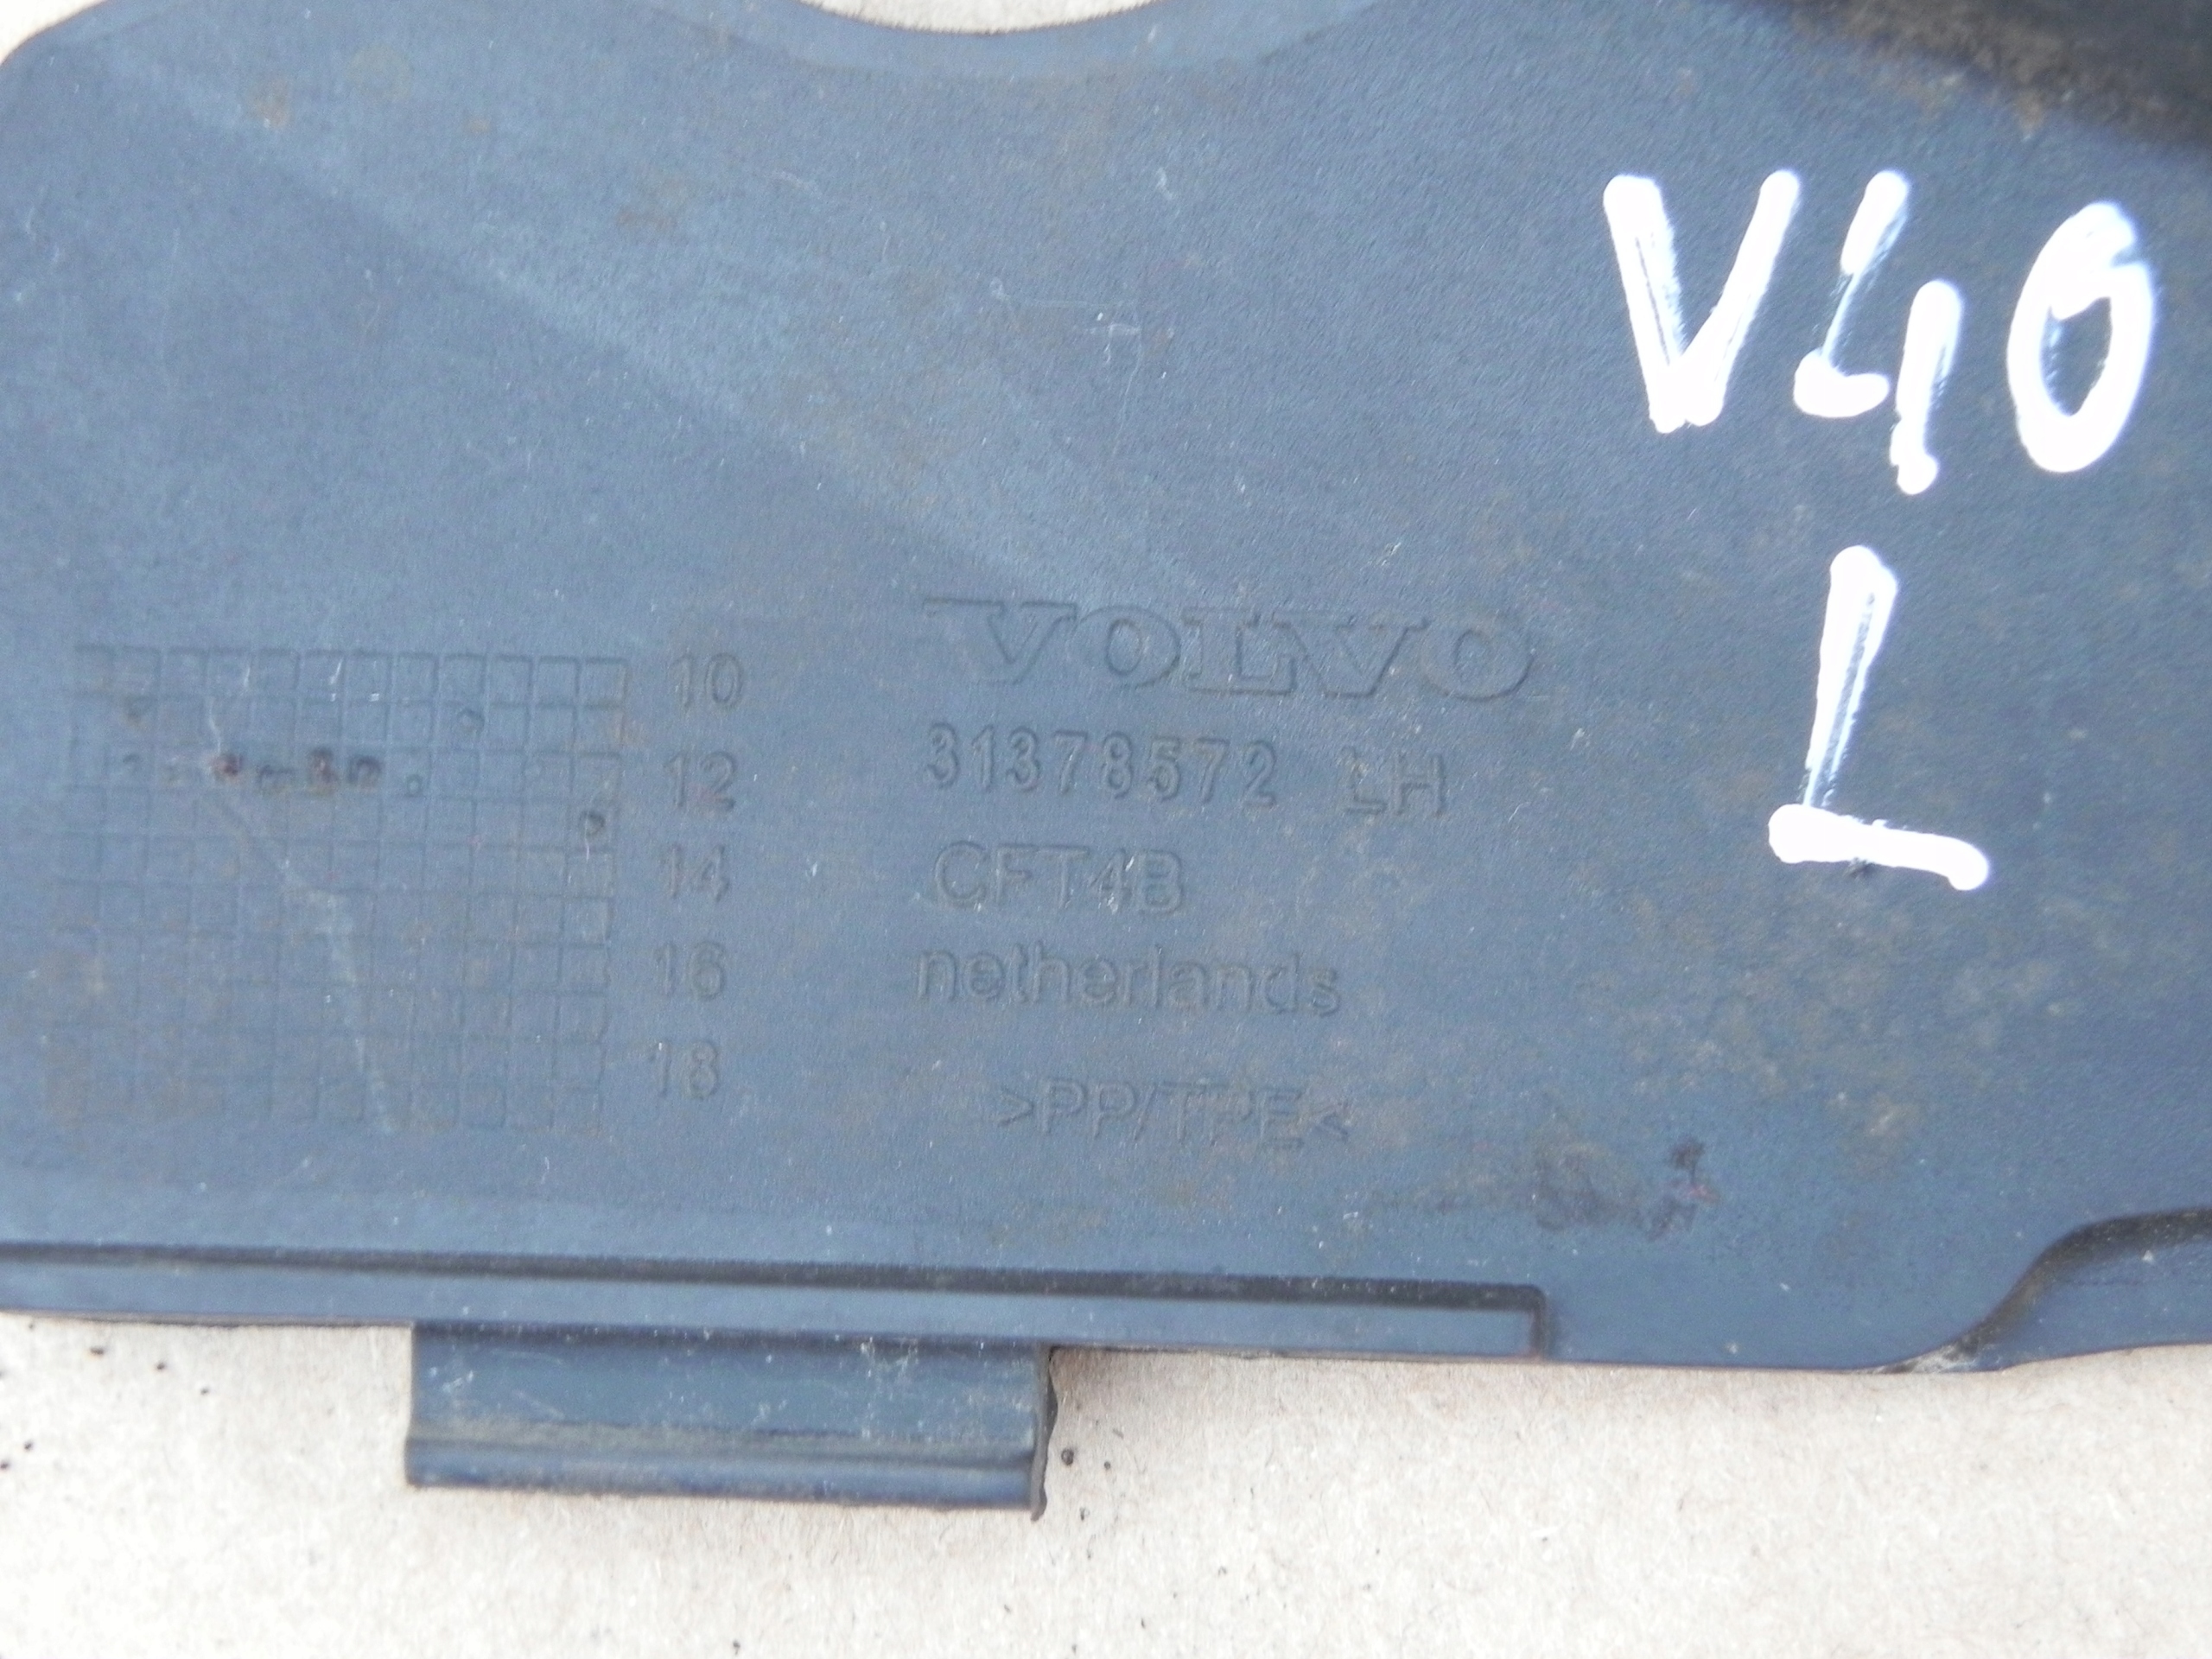 V40
L
VOLVO
31378572 LH
CFT4B
netherlands
>PP/TPE<
10
12
14
16
18